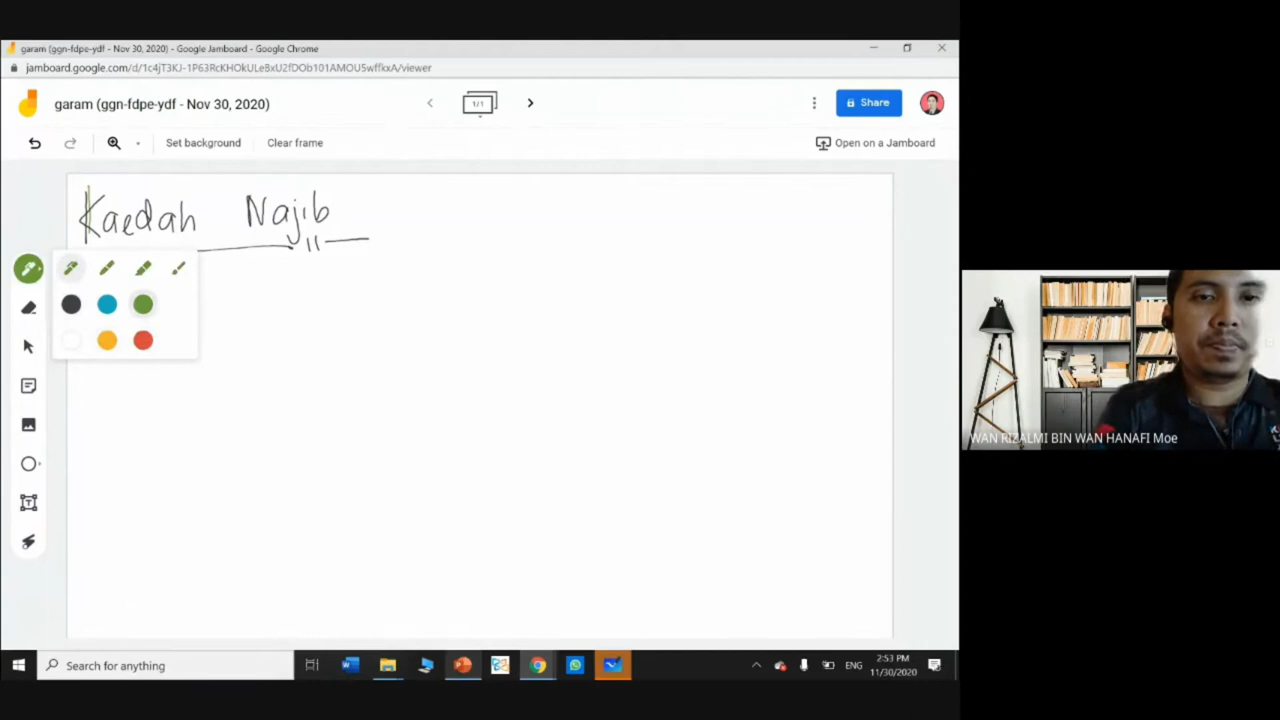 garam (ggn-fdpe-ydf - Nov 30, 2020) - Google Jamboard - Google Chrome
jamboard.google.com/d/1c4jT3KJ-1P63RcKHOkULeBxU2fDOb101AMOU5wffkxA/viewer
garam (ggn-fdpe-ydf - Nov 30, 2020)
1/1
Share
Set background
Clear frame
Open on a Jamboard
Kaedah Najib
WAN RIZALMI BIN WAN HANAFI Moe
Search for anything
ENG
2:53 PM
11/30/2020